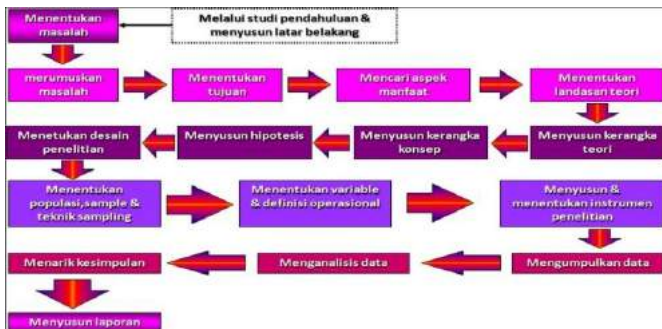 Menentukan
masalah
Melalui studi pendahuluan &
menyusun latar belakang
merumuskan
masalah
Menentukan
tujuan
Mencari aspek
manfaat
Menentukan
landasan teori
Menyusun kerangka
teori
Menyusun kerangka
konsep
Menyusun hipotesis
Menetukan desain
penelitian
Menentukan
populasi,sample &
teknik sampling
Menentukan variable
& definisi operasional
Menyusun &
menentukan instrumen
penelitian
Mengumpulkan data
Menganalisis data
Menarik kesimpulan
Menyusun laporan